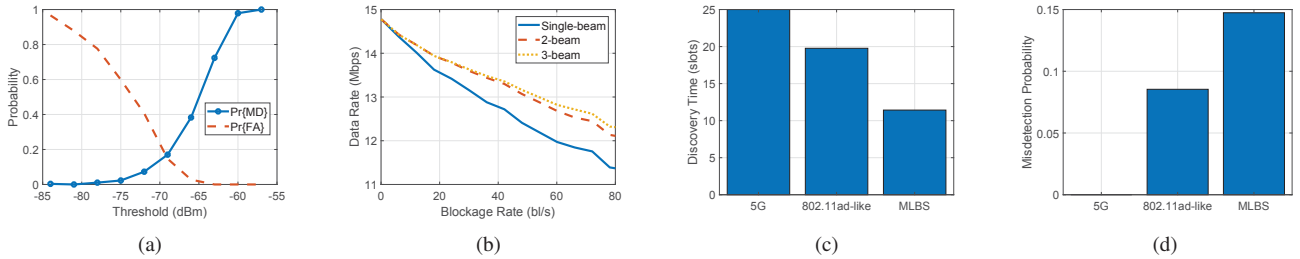 1
0.8
0.6
0.4
0.2
0
Probability
Pr{MD}
Pr{FA}
-85 -80 -75 -70 -65 -60 -55
Threshold (dBm)
(a)
15
14
13
12
11
Data Rate (Mbps)
Single-beam
2-beam
3-beam
0 20 40 60 80
Blockage Rate (bl/s)
(b)
25
20
15
10
5
0
Discovery Time (slots)
5G 802.11ad-like MLBS
(c)
0.15
0.1
0.05
0
Misdetection Probability
5G 802.11ad-like MLBS
(d)